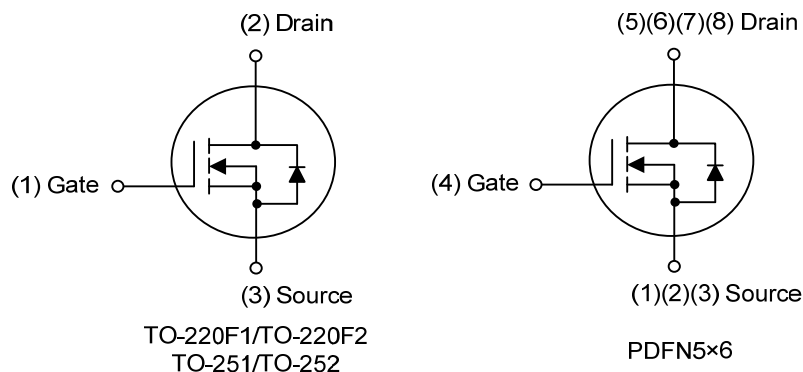 (2) Drain
(1) Gate
(3) Source
TO-220F1/TO-220F2
TO-251/TO-252
(5)(6)(7)(8) Drain
(4) Gate
(1)(2)(3) Source
PDFN5×6